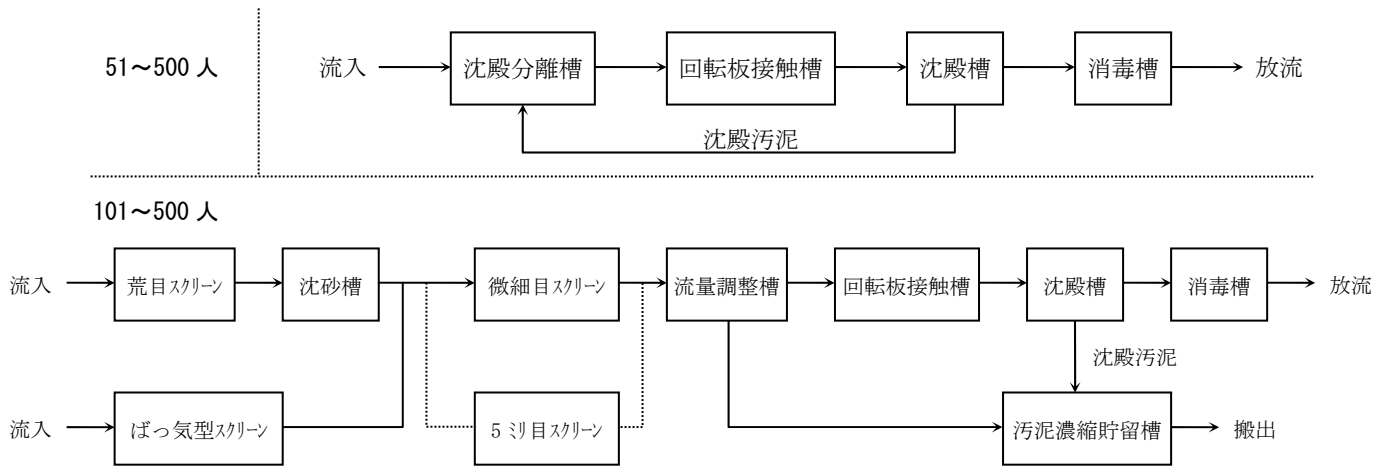 51～500 人
流入
沈殿分離槽
回転板接触槽
沈殿槽
消毒槽
放流
沈殿汚泥
101～500 人
流入
荒目スクリーン
沈砂槽
微細目スクリーン
流量調整槽
回転板接触槽
沈殿槽
消毒槽
放流
沈殿汚泥
流入
ばっ気型スクリーン
5 ミリ目スクリーン
汚泥濃縮貯留槽
搬出